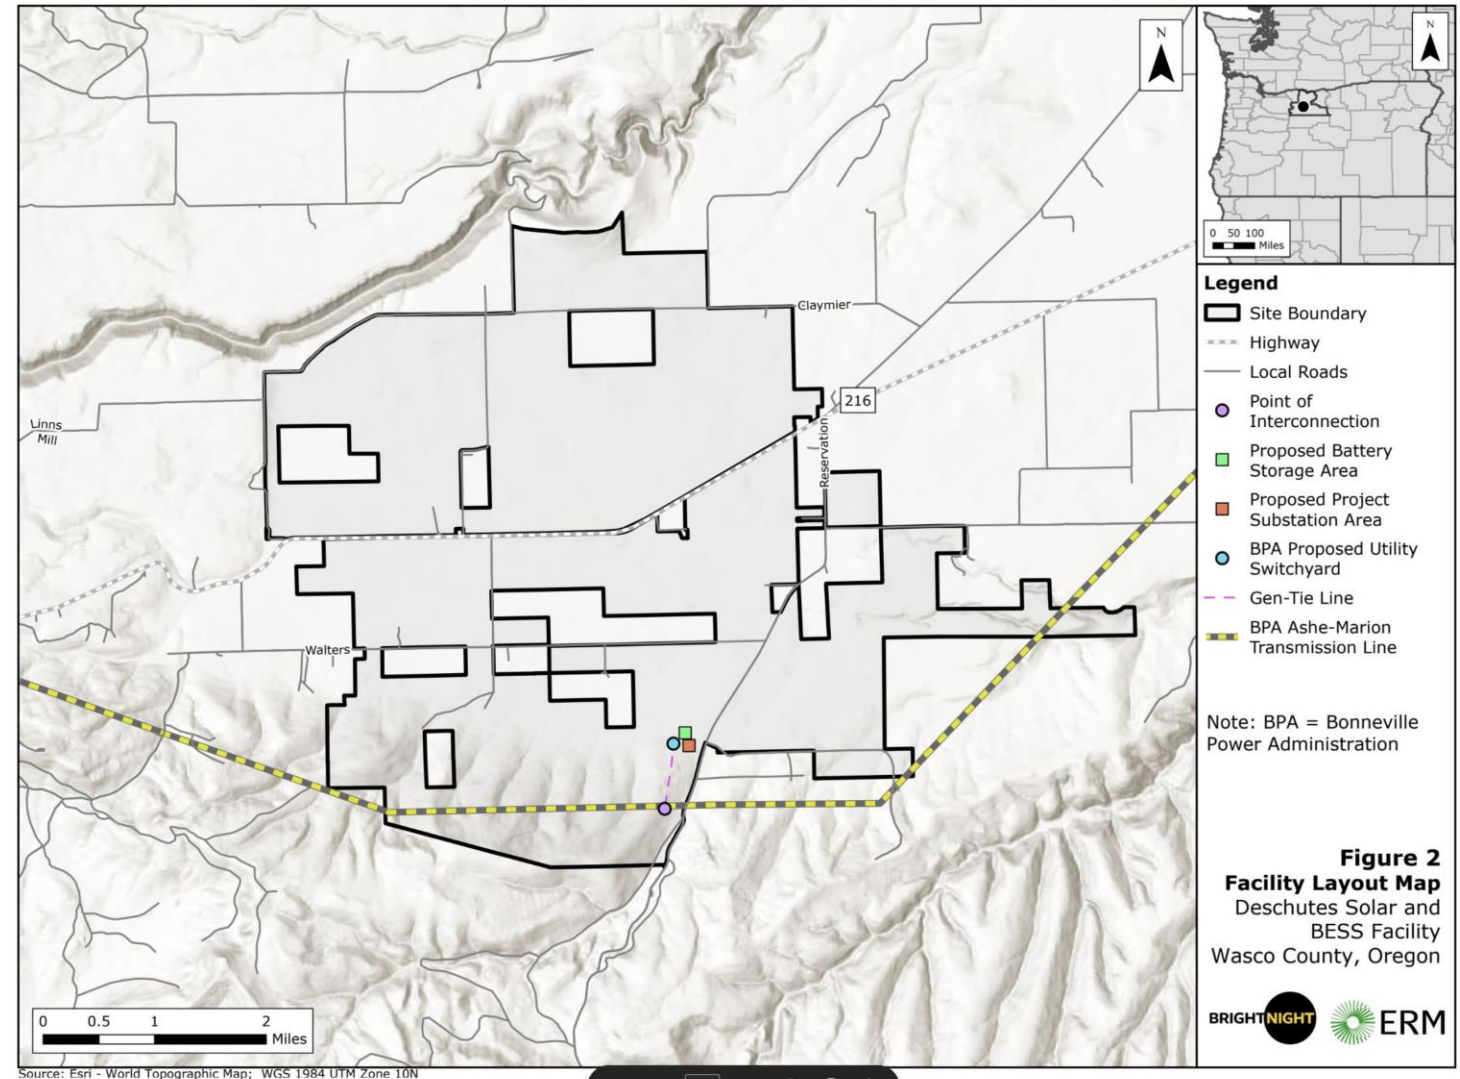 N
N
0 50 100
Miles
Legend
Site Boundary
Highway
Local Roads
Point of
Interconnection
Proposed Battery
Storage Area
Proposed Project
Substation Area
BPA Proposed Utility
Switchyard
Gen-Tie Line
BPA Ashe-Marion
Transmission Line
Note: BPA = Bonneville
Power Administration
Claymier
216
Reservation
Linns
Mill
Walters
Figure 2
Facility Layout Map
Deschutes Solar and
BESS Facility
Wasco County, Oregon
BRIGHTNIGHT
ERM
0 0.5 1 2
Miles
Source: Esri - World Topographic Map; WGS 1984 UTM Zone 10N